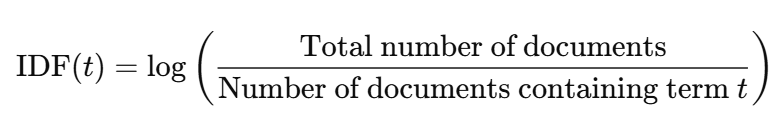 IDF(t) = log ( Total number of documents / Number of documents containing term t )